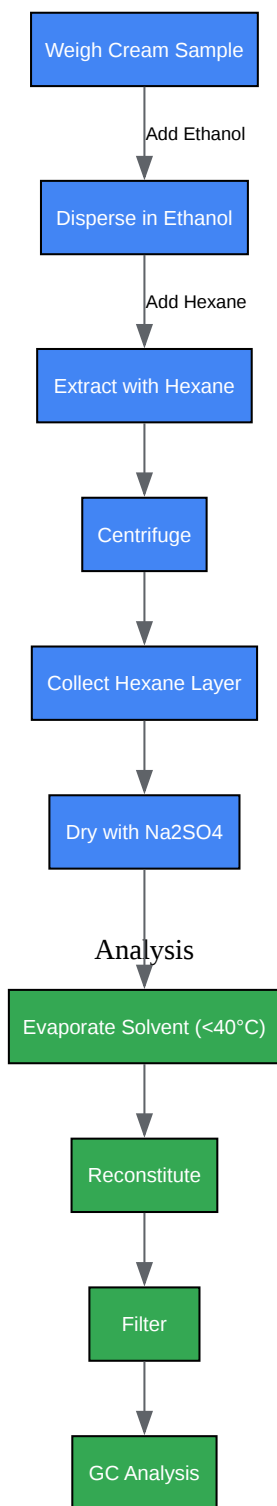 Weigh Cream Sample
Add Ethanol
Disperse in Ethanol
Add Hexane
Extract with Hexane
Centrifuge
Collect Hexane Layer
Dry with Na2SO4
Analysis
Evaporate Solvent (<40°C)
Reconstitute
Filter
GC Analysis